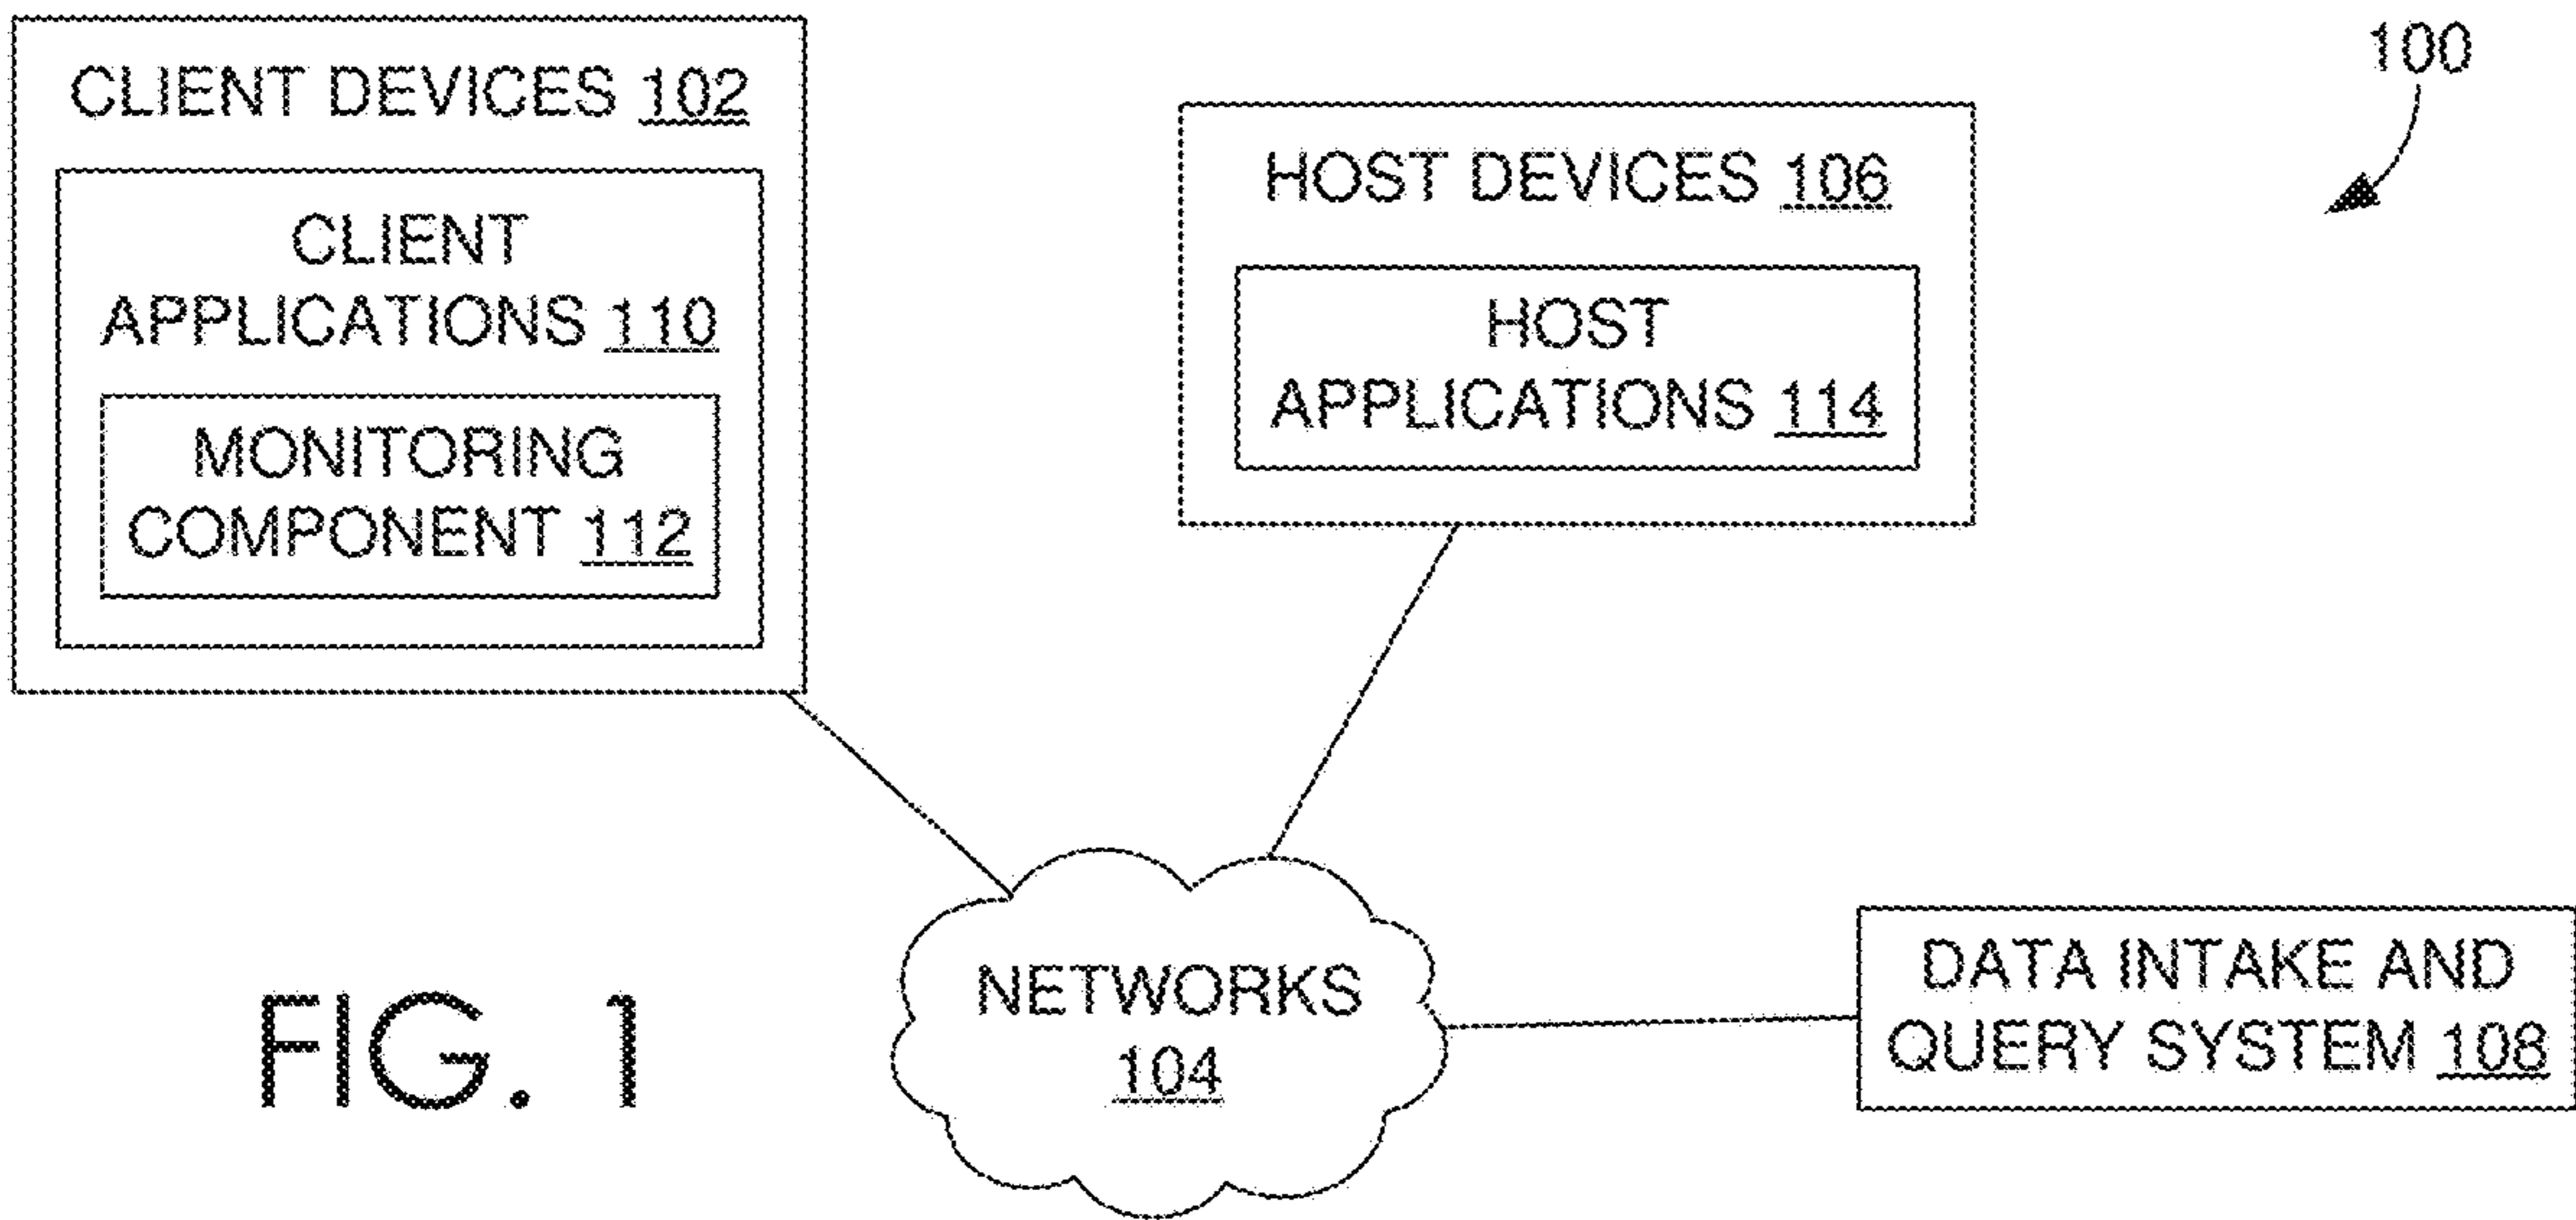 100
CLIENT DEVICES 102
CLIENT
APPLICATIONS 110
MONITORING
COMPONENT 112
HOST DEVICES 106
HOST
APPLICATIONS 114
NETWORKS
104
DATA INTAKE AND
QUERY SYSTEM 108
FIG. 1